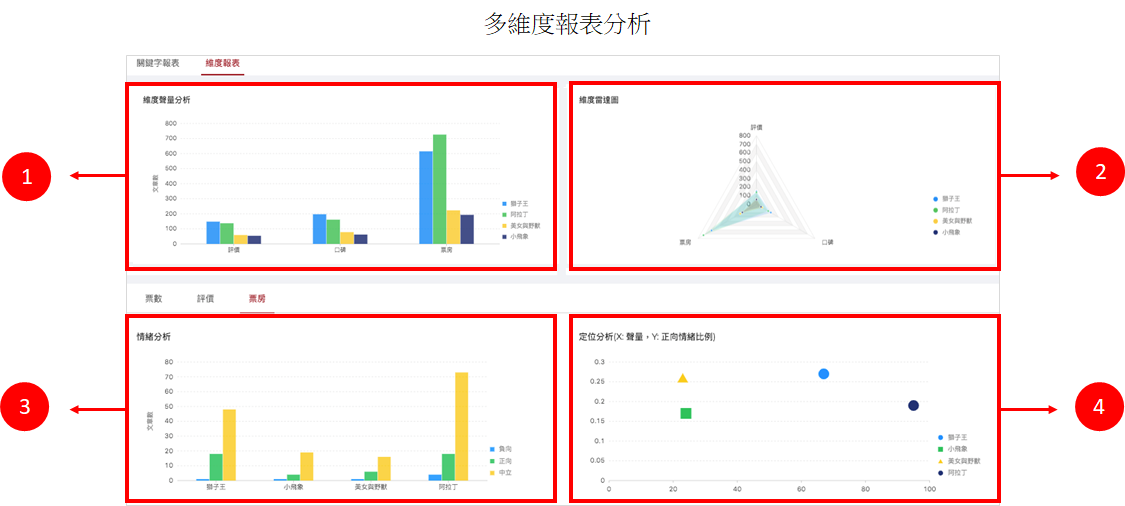 多維度報表分析
關鍵字報表 維度報表
維度聲量分析
800
700
600
500
400
300
200
100
0
文章數
評價 口碑 票房
獅子王
阿拉丁
美女與野獸
小飛象
1
維度雷達圖
評價
800
700
600
500
400
300
200
100
0
票房 口碑
獅子王
阿拉丁
美女與野獸
小飛象
2
票數 評價 票房
情緒分析
80
70
60
50
40
30
20
10
0
文章數
獅子王 小飛象 美女與野獸 阿拉丁
負向
正向
中立
3
定位分析(X: 聲量，Y: 正向情緒比例)
0.3
0.25
0.2
0.15
0.1
0.05
0
0 20 40 60 80 100
獅子王
小飛象
美女與野獸
阿拉丁
4